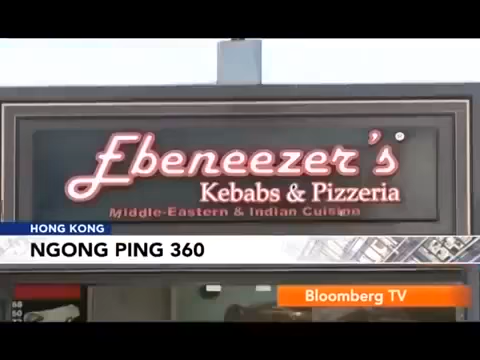 Ebeneezer's
Kebabs & Pizzeria
Middle-Eastern & Indian Cuisine
HONG KONG
NGONG PING 360
Bloomberg TV